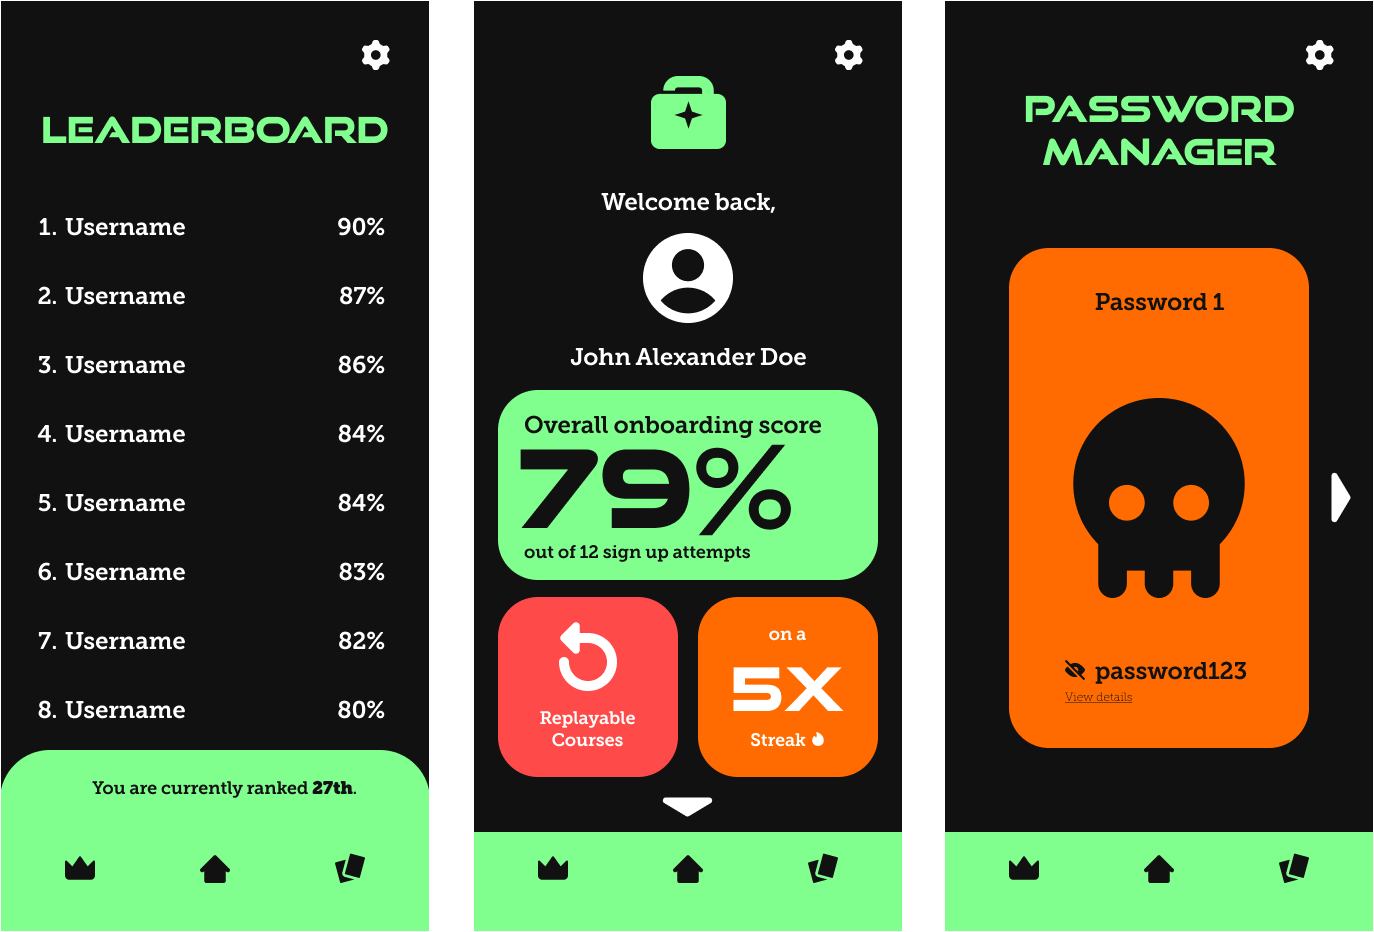 LEADERBOARD
1. Username 90%
2. Username 87%
3. Username 86%
4. Username 84%
5. Username 84%
6. Username 83%
7. Username 82%
8. Username 80%
You are currently ranked 27th.
Welcome back,
John Alexander Doe
Overall onboarding score
79%
out of 12 sign up attempts
Replayable
Courses
on a
5X
Streak
PASSWORD
MANAGER
Password 1
password123
View details